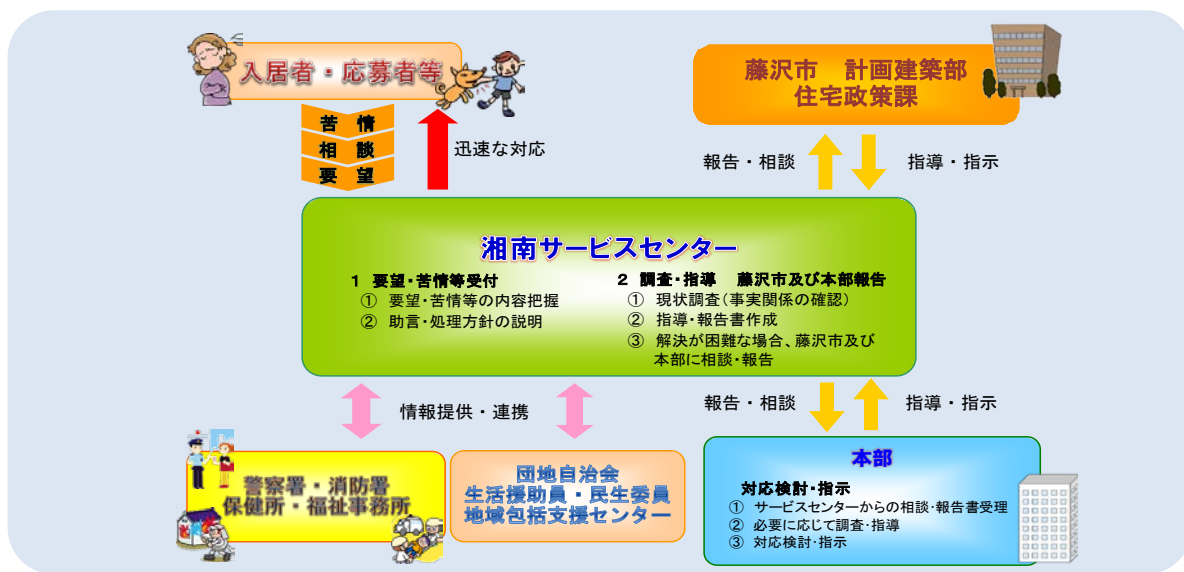 入居者・応募者等
藤沢市　計画建築部
住宅政策課
苦　情
相　談
要　望
迅速な対応
報告・相談
指導・指示
湘南サービスセンター
１ 要望・苦情等受付
① 要望・苦情等の内容把握
② 助言・処理方針の説明
２ 調査・指導　藤沢市及び本部報告
① 現状調査（事実関係の確認）
② 指導・報告書作成
③ 解決が困難な場合、藤沢市及び
本部に相談・報告
情報提供・連携
報告・相談
指導・指示
警察署・消防署
保健所・福祉事務所
団地自治会
生活援助員・民生委員
地域包括支援センター
本部
対応検討・指示
① サービスセンターからの相談・報告書受理
② 必要に応じて調査・指導
③ 対応検討・指示